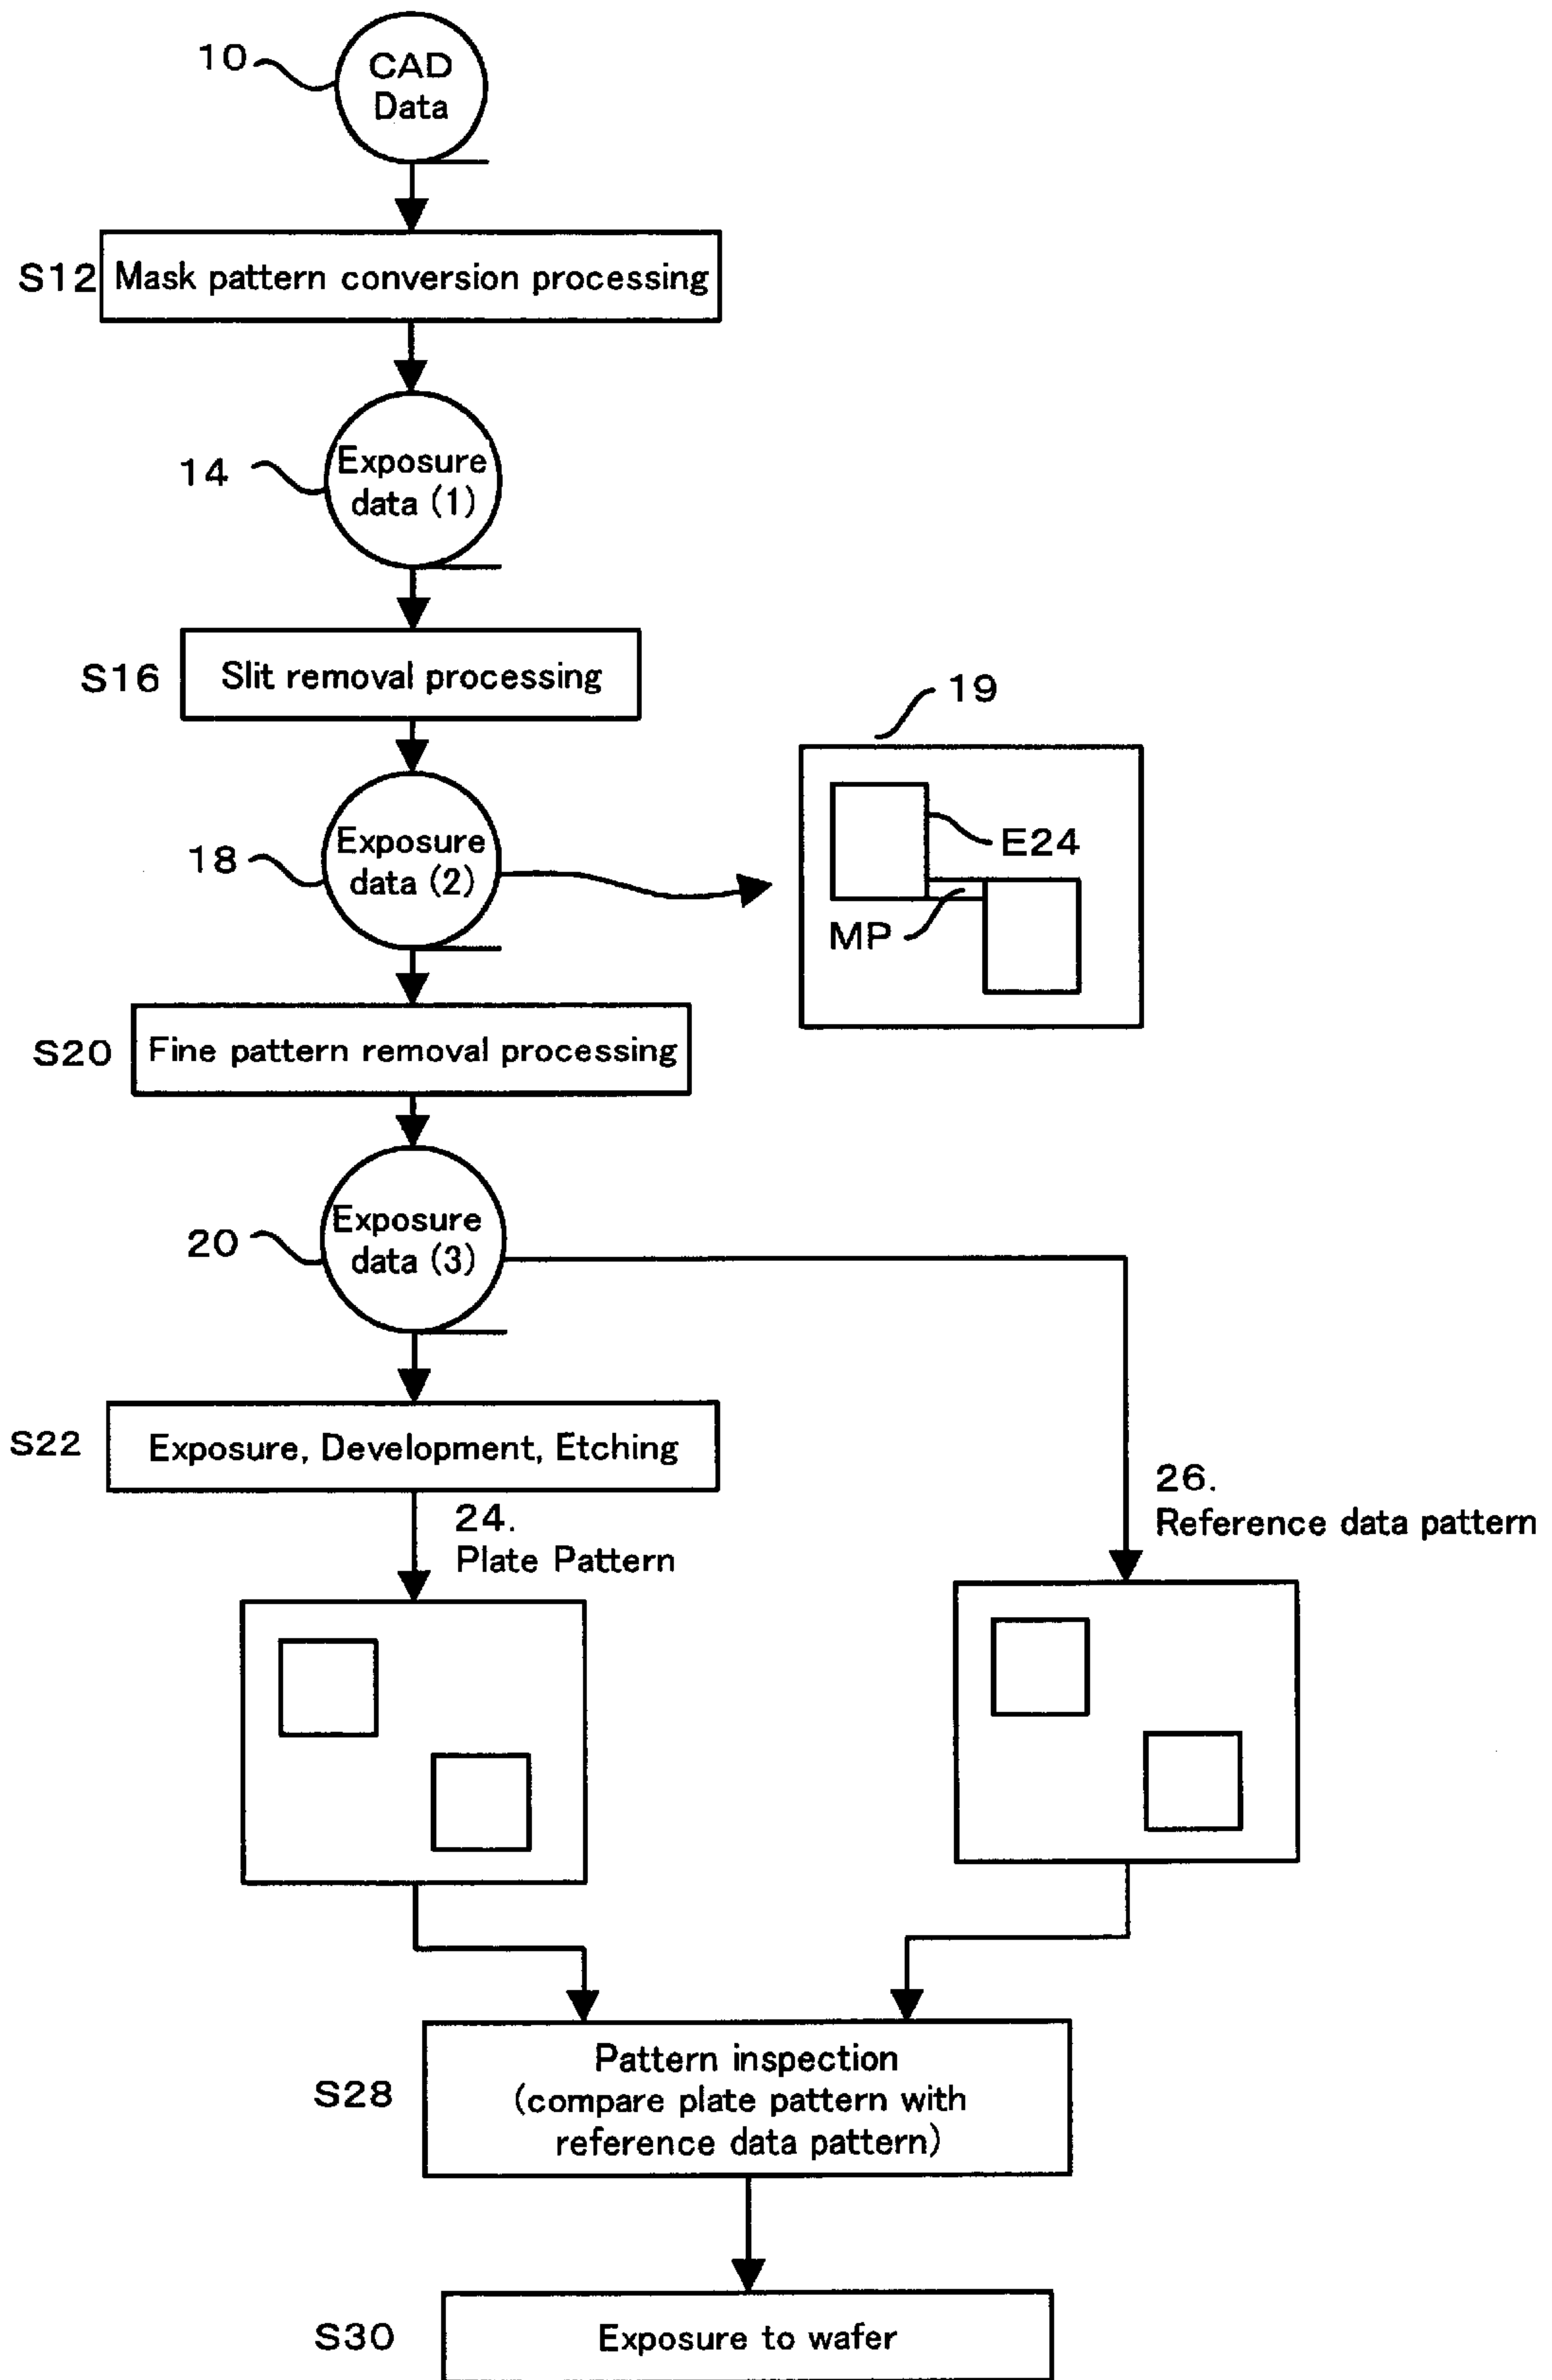 10
CAD
Data
S12
Mask pattern conversion processing
14
Exposure
data (1)
S16
Slit removal processing
19
18
Exposure
data (2)
E24
MP
S20
Fine pattern removal processing
20
Exposure
data (3)
S22
Exposure, Development, Etching
24.
Plate Pattern
26.
Reference data pattern
S28
Pattern inspection
(compare plate pattern with
reference data pattern)
S30
Exposure to wafer